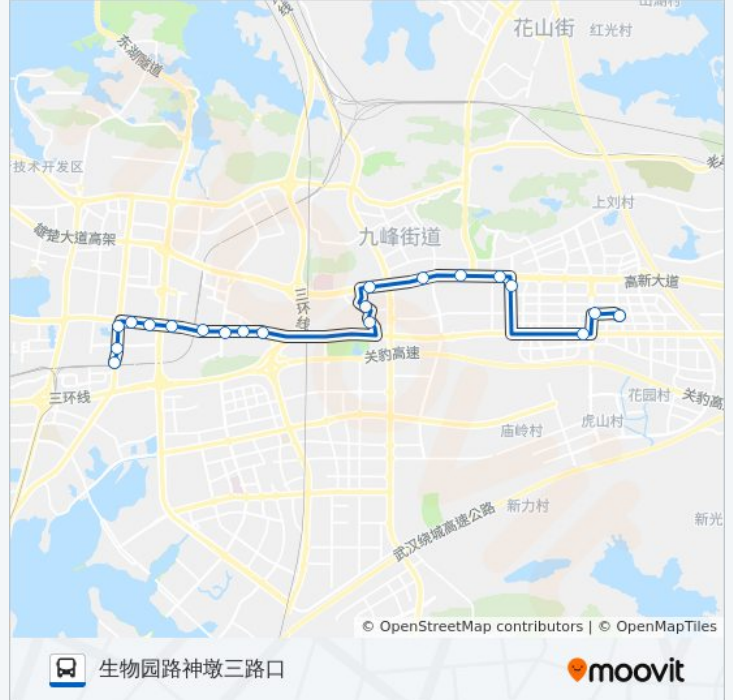 花山街
红光村
东湖隧道
线
技术开发区
上刘村
雄楚大道高架
九峰街道
高新大道
三环线
关豹高速
三环线
花园村
关豹高
虎山村
庙岭村
新力村
武汉绕城高速公路
新光
© OpenStreetMap contributors | © OpenMapTiles
生物园路神墩三路口
moovit